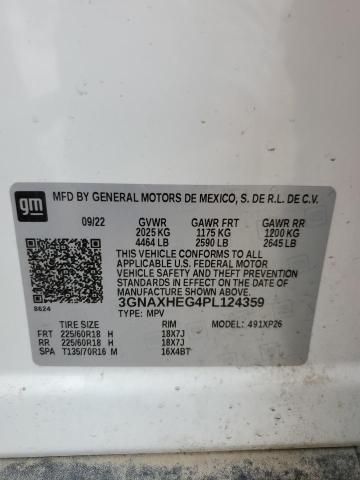 gm
MFD BY GENERAL MOTORS DE MEXICO, S. DE R.L. DE C.V.
09/22 GVWR GAWR FRT GAWR RR
2025 KG 1175 KG 1200 KG
4464 LB 2590 LB 2645 LB
THIS VEHICLE CONFORMS TO ALL
APPLICABLE U.S. FEDERAL MOTOR
VEHICLE SAFETY AND THEFT PREVENTION
STANDARDS IN EFFECT ON THE DATE OF
MANUFACTURE SHOWN ABOVE.
3GNAXHEG4PL124359
8624 TYPE: MPV
TIRE SIZE RIM MODEL: 491XP26
FRT 225/60R18 H 18X7J
RR 225/60R18 H 18X7J
SPA T135/70R16 M 16X4BT